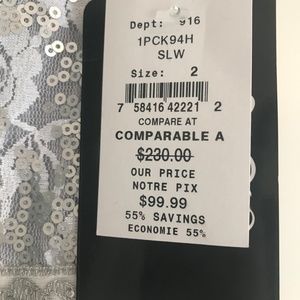 Dept: 916
1PCK94H
SLW
Size: 2
7 58416 42221 2
COMPARE AT
COMPARABLE A
$230.00
OUR PRICE
NOTRE PIX
$99.99
55% SAVINGS
ECONOMIE 55%